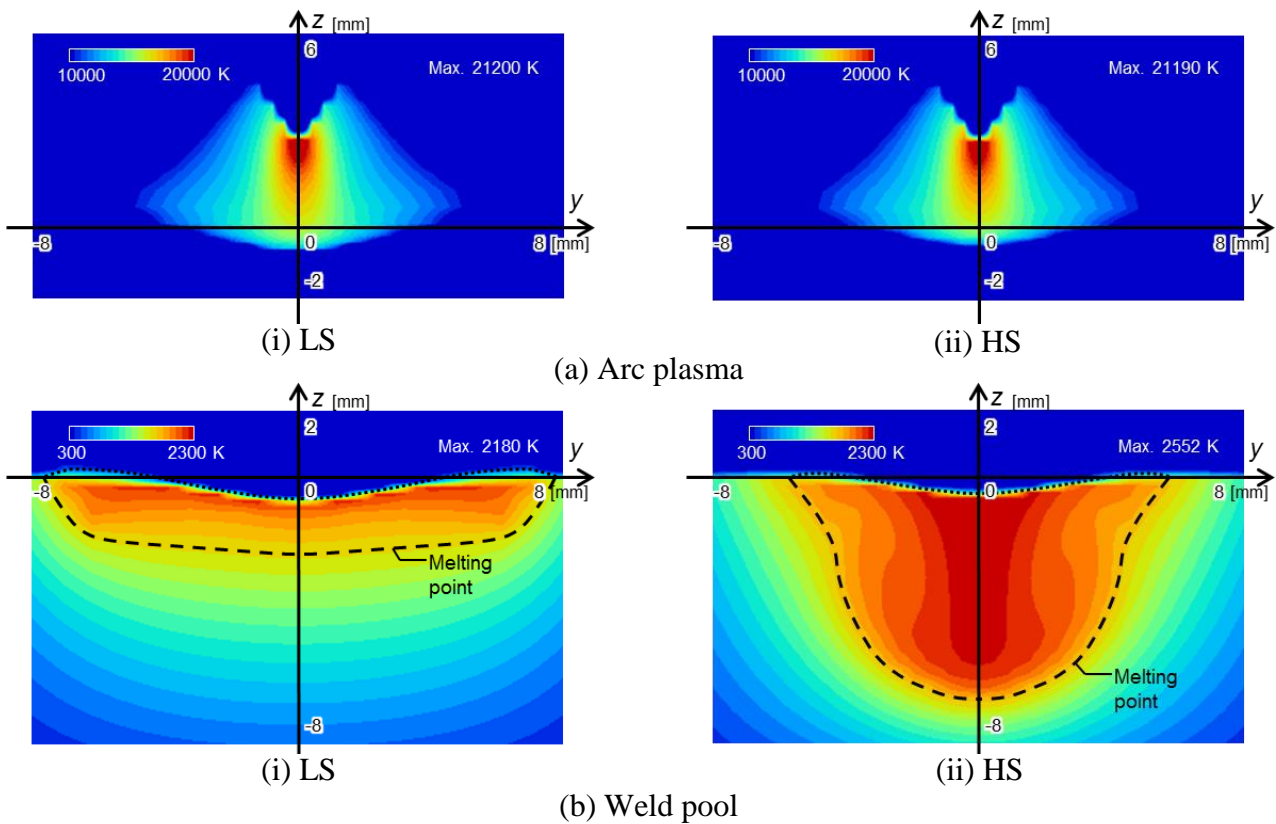 z [mm]
6
10000 20000 K
Max. 21200 K
y
-8
0
8 [mm]
-2
(i) LS
z [mm]
6
10000 20000 K
Max. 21190 K
y
-8
0
8 [mm]
-2
(ii) HS
(a) Arc plasma
z [mm]
2
300 2300 K
Max. 2180 K
y
-8
0
8 [mm]
Melting
point
-8
(i) LS
z [mm]
2
300 2300 K
Max. 2552 K
y
-8
0
8 [mm]
Melting
point
-8
(ii) HS
(b) Weld pool